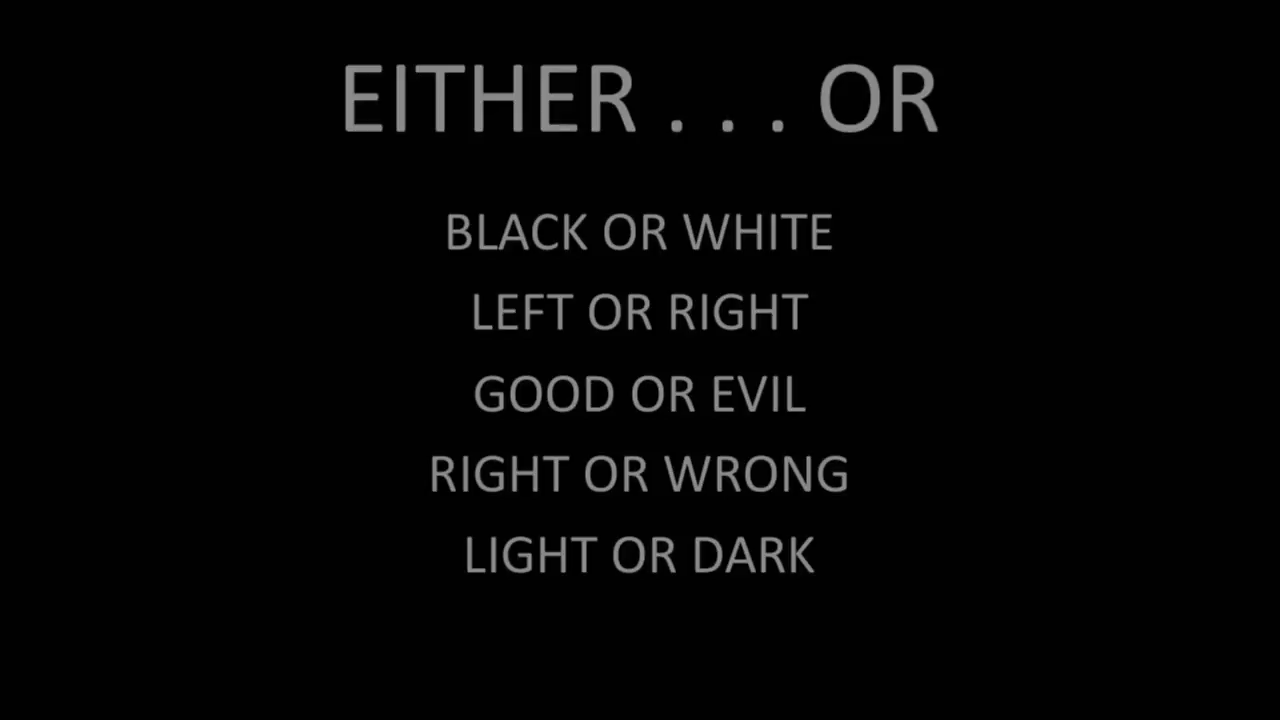 EITHER . . . OR
BLACK OR WHITE
LEFT OR RIGHT
GOOD OR EVIL
RIGHT OR WRONG
LIGHT OR DARK